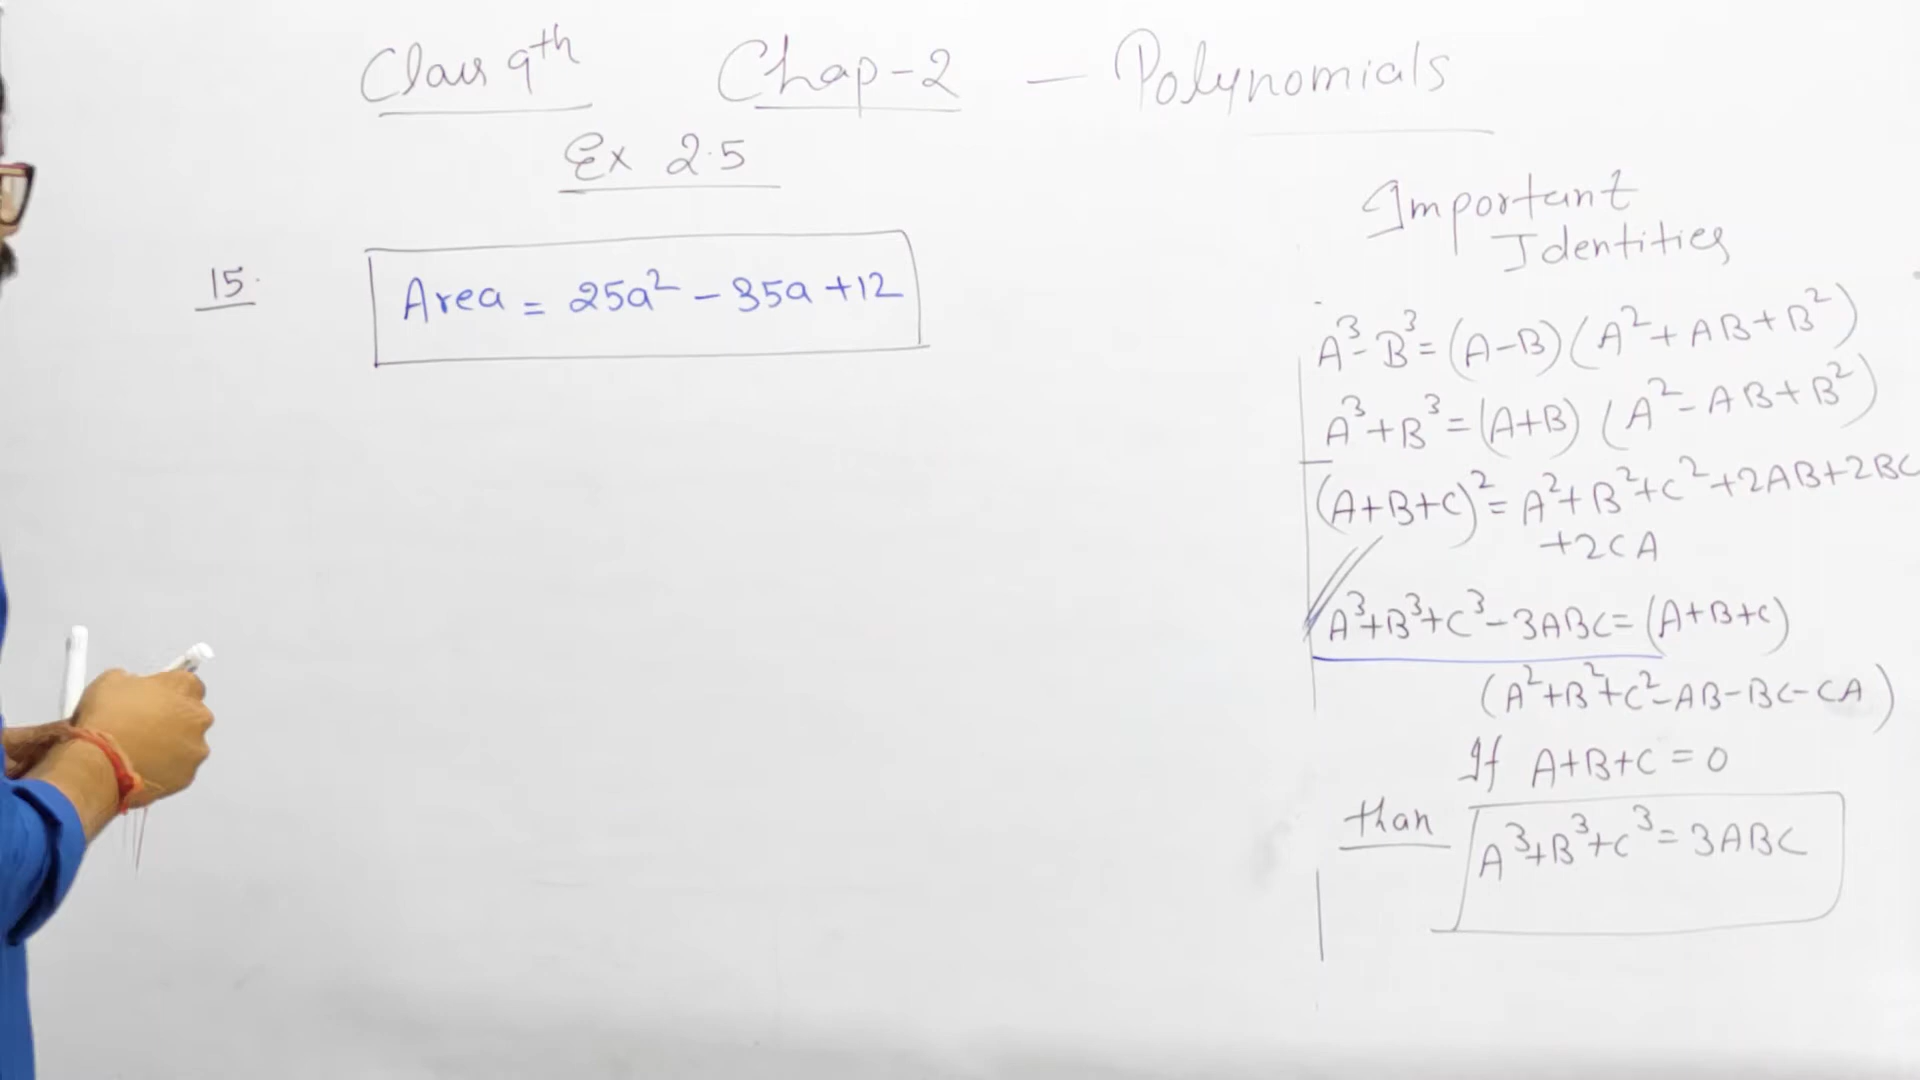 Class 9th Chap-2 – Polynomials
Ex 2.5
15. Area = 25a² – 35a + 12
Important
Identities
A³ - B³ = (A-B) (A² + AB + B²)
A³ + B³ = (A+B) (A² - AB + B²)
(A+B+C)² = A² + B² + C² + 2AB + 2BC
+2CA
A³+B³+C³-3ABC = (A+B+C)
(A²+B²+C²-AB-BC-CA)
If A+B+C = 0
than A³+B³+C³ = 3ABC